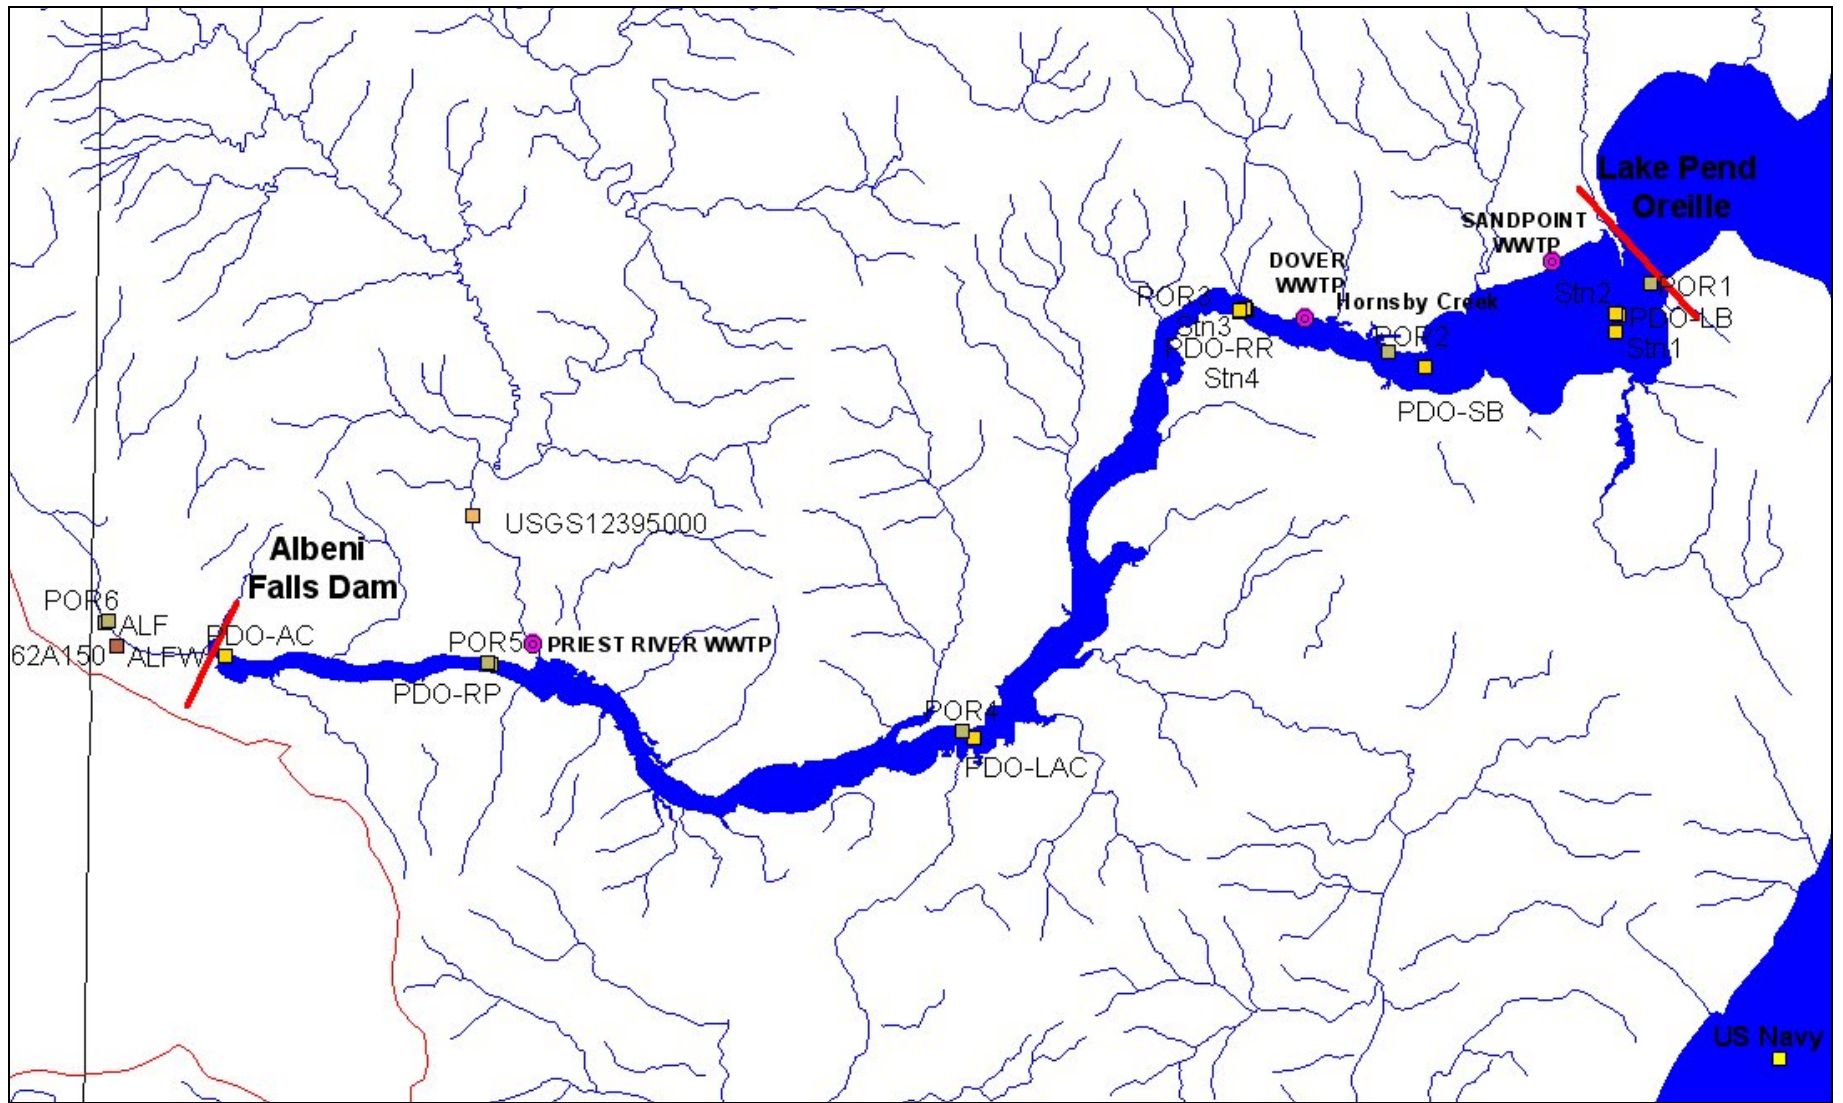 Lake Pend
Oreille
SANDPOINT
WWTP
DOVER
WWTP
Hornsby Creek
POR1
Stn2
PDO-LB
Stn1
POR3
Stn3
PDO-RR
Stn4
POR2
PDO-SB
USGS12395000
Albeni
Falls Dam
POR6
ALF
62A150
ALFW
PDO-AC
POR5
PRIEST RIVER WWTP
PDO-RP
POR4
PDO-LAC
US Navy